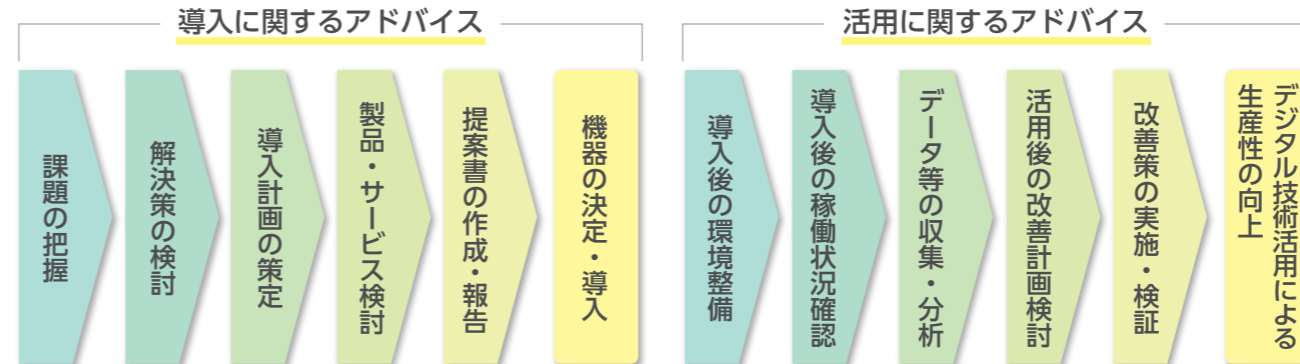 導入に関するアドバイス
課題の把握
解決策の検討
導入計画の策定
製品・サービス検討
提案書の作成・報告
機器の決定・導入
活用に関するアドバイス
導入後の環境整備
導入後の稼働状況確認
データ等の収集・分析
活用後の改善計画検討
改善策の実施・検証
デジタル技術活用による
生産性の向上